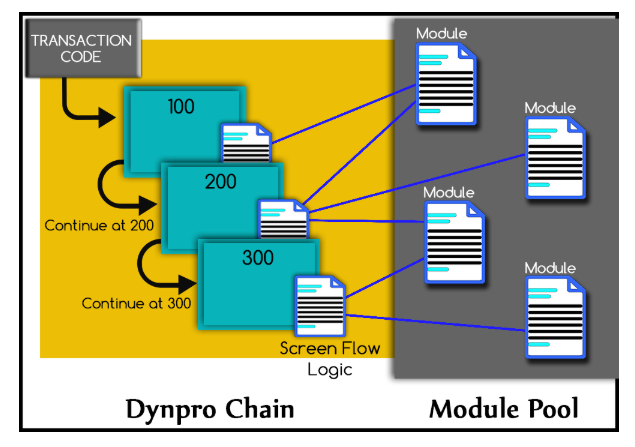 TRANSACTION
CODE
Module
100
Module
200
Module
Continue at 200
300
Module
Continue at 300
Screen Flow
Logic
Dynpro Chain
Module Pool